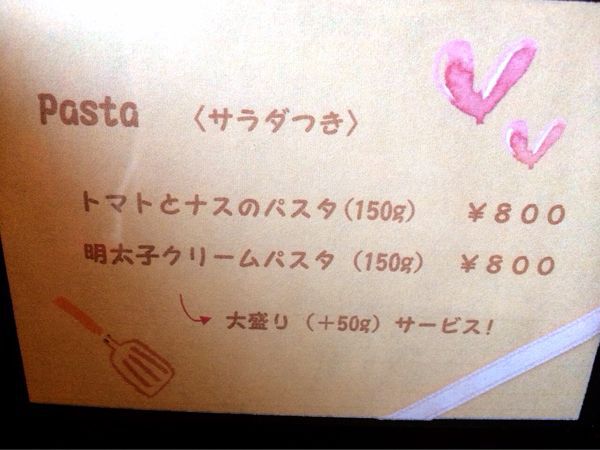 Pasta 〈サラダつき〉
トマトとナスのパスタ(150g) ￥８００
明太子クリームパスタ (150g) ￥８００
大盛り (＋50g) サービス!